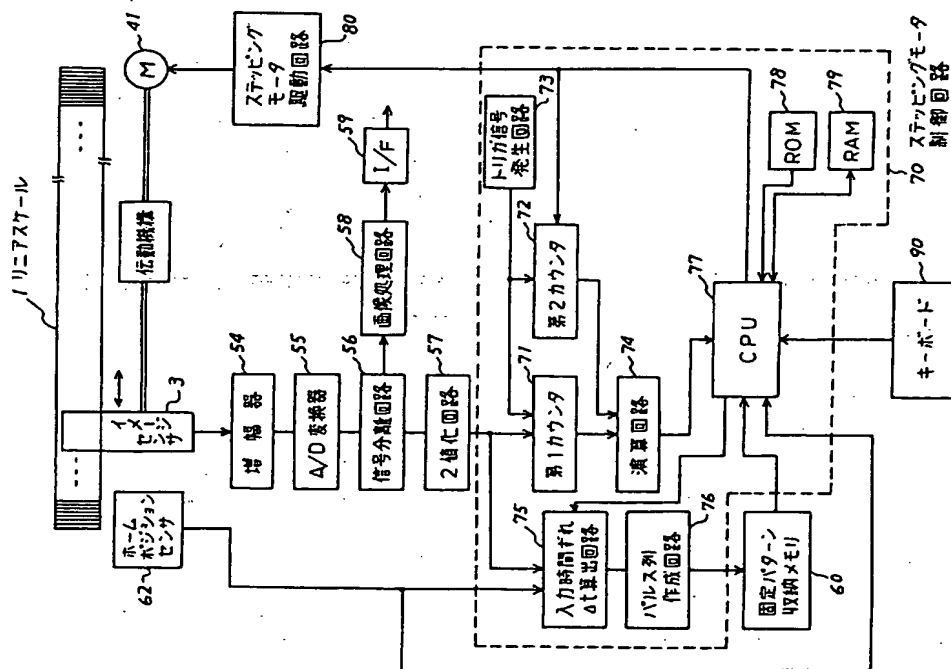 1 リニアスケール
・・・
・・・
ホーム
ポジション
センサ
62
イメージ
センサ
3
伝動機構
M
41
増幅器
54
A/D変換器
55
信号分離回路
56
2値化回路
57
画像処理回路
58
I/F
59
ステッピング
モータ
駆動回路
80
トリガ信号
発生回路
73
第1カウンタ
71
第2カウンタ
72
演算回路
74
入力時間ずれ
Δt算出回路
75
パルス列
作成回路
76
固定パターン
収納メモリ
60
CPU
77
ROM
78
RAM
79
70 ステッピングモータ
制御回路
キーボード
90